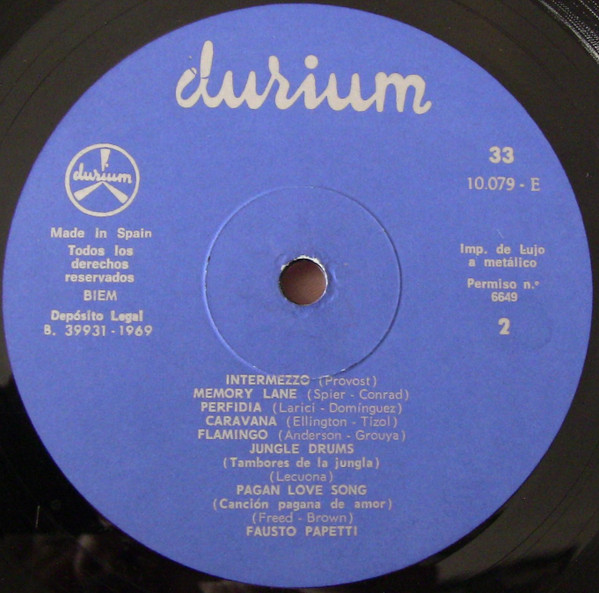 durium
durium
33
10.079 - E
Made In Spain
Todos los
derechos
reservados
BIEM
Depósito Legal
B. 39931-1969
Imp. de Lujo
a metálico
Permiso n.º
6649
2
INTERMEZZO (Provost)
MEMORY LANE (Spier - Conrad)
PERFIDIA (Larici - Domínguez)
CARAVANA (Ellington - Tizol)
FLAMINGO (Anderson - Grouya)
JUNGLE DRUMS
(Tambores de la jungla)
(Lecuona)
PAGAN LOVE SONG
(Canción pagana de amor)
(Freed - Brown)
FAUSTO PAPETTI